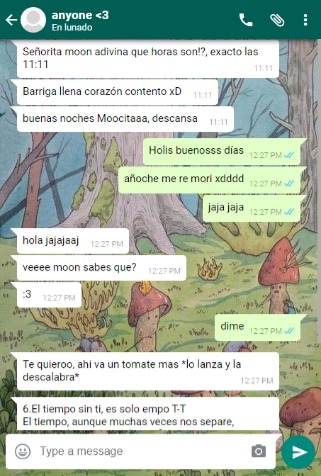 anyone <3
En lunado
Señorita moon adivina que horas son!?, exacto las
11:11
11:11
Barriga llena corazón contento xD
11:11
buenas noches Moocitaaa, descansa
11:11
Holis buenosss días
12:27 PM
añoche me re mori xdddd
12:27 PM
jaja jaja
12:27 PM
hola jajajaaj
12:27 PM
veeee moon sabes que?
12:27 PM
:3
12:27 PM
dime
12:27 PM
Te quieroo, ahi va un tomate mas *lo lanza y la
descalabra*
12:27 PM
6.El tiempo sin ti, es solo empo T-T
El tiempo, aunque muchas veces nos separe,
Type a message